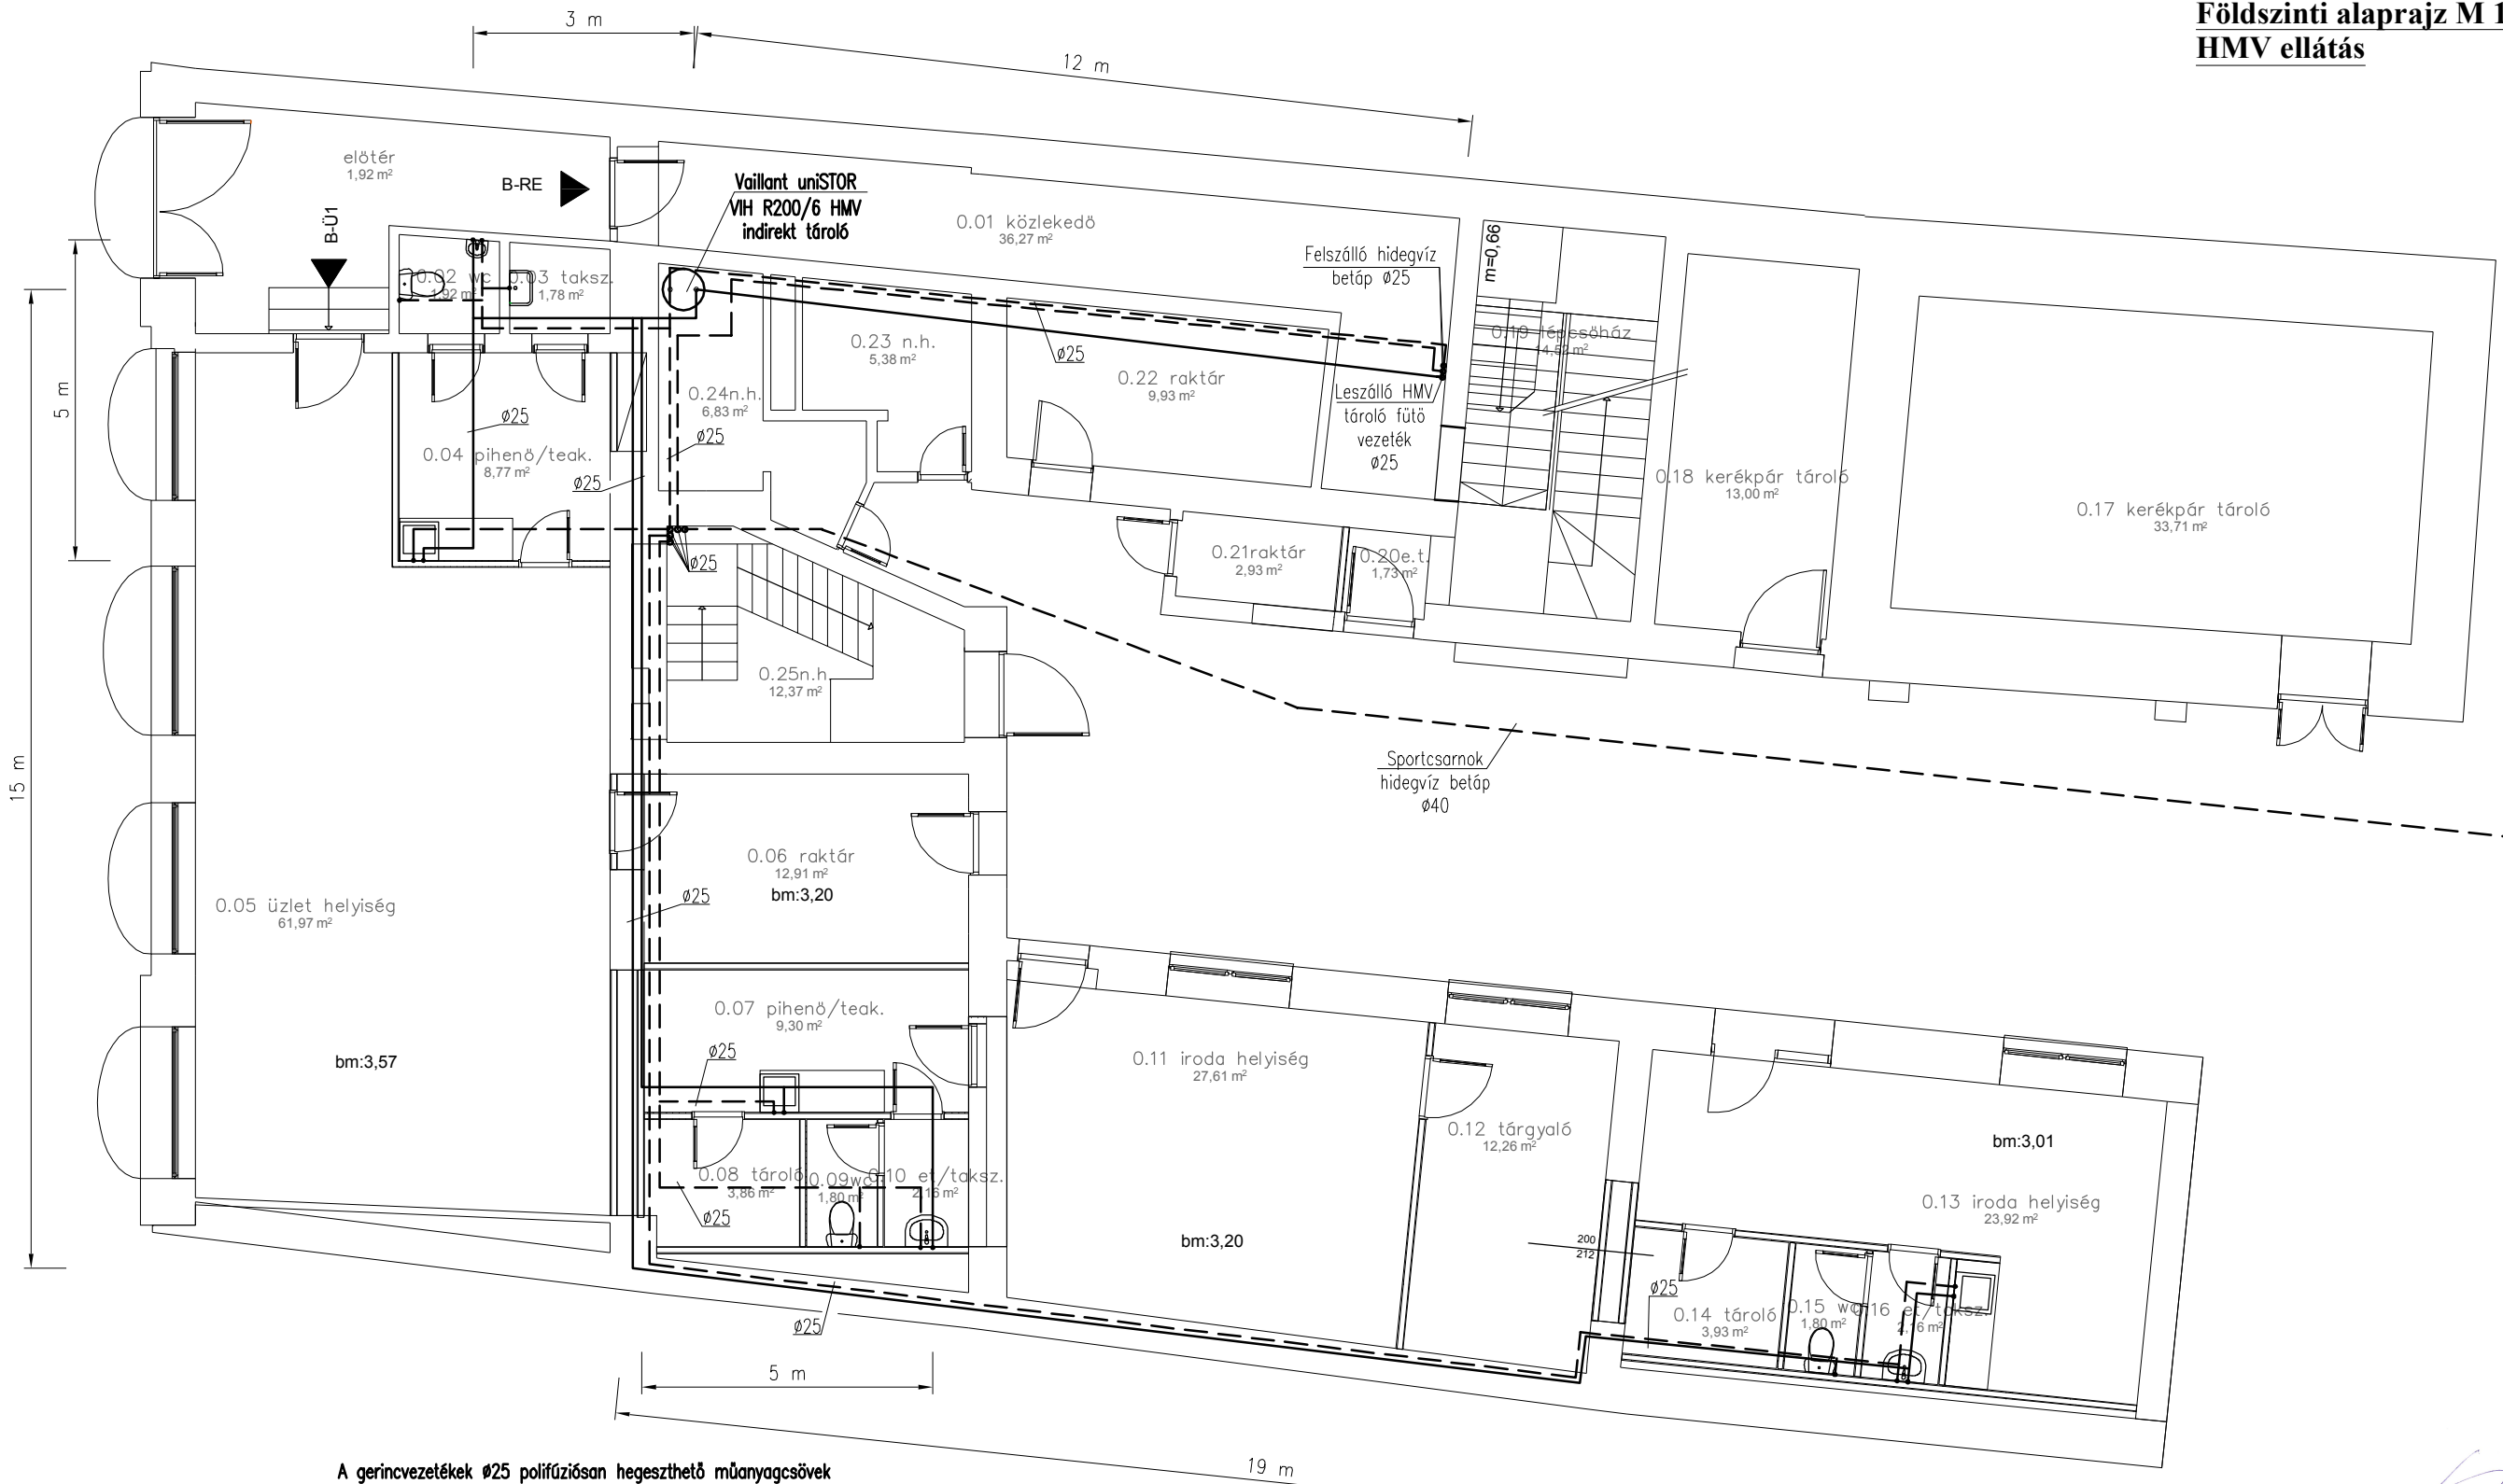 Földszinti alaprajz M 1
HMV ellátás
3 m
12 m
5 m
15 m
előtér
1,92 m²
B-RE
B-Ü1
Vaillant uniSTOR
VIH R200/6 HMV
indirekt tároló
0.01 közlekedő
36,27 m²
Felszálló hidegvíz
betáp ø25
m=0,66
0.02 wc
1,92 m²
0.03 taksz.
1,78 m²
0.19 lépcsőház
14,52 m²
0.23 n.h.
5,38 m²
ø25
0.22 raktár
9,93 m²
Leszálló HMV
tároló fűtő
vezeték
ø25
0.24n.h.
6,83 m²
ø25
ø25
0.04 pihenő/teak.
8,77 m²
ø25
0.18 kerékpár tároló
13,00 m²
0.17 kerékpár tároló
33,71 m²
0.21raktár
2,93 m²
0.20e.t.
1,73 m²
ø25
0.25n.h.
12,37 m²
Sportcsarnok
hidegvíz betáp
ø40
0.06 raktár
12,91 m²
bm:3,20
ø25
0.05 üzlet helyiség
61,97 m²
bm:3,57
0.07 pihenő/teak.
9,30 m²
ø25
0.11 iroda helyiség
27,61 m²
bm:3,20
0.12 tárgyaló
12,26 m²
bm:3,01
0.13 iroda helyiség
23,92 m²
0.08 tároló
3,86 m²
0.09wc
1,80 m²
0.10 et/taksz.
2,16 m²
ø25
200
212
ø25
0.14 tároló
3,93 m²
0.15 wc
1,80 m²
0.16 et/taksz.
2,16 m²
ø25
5 m
19 m
A gerincvezetékek ø25 polifúziósan hegeszthető műanyagcsövek